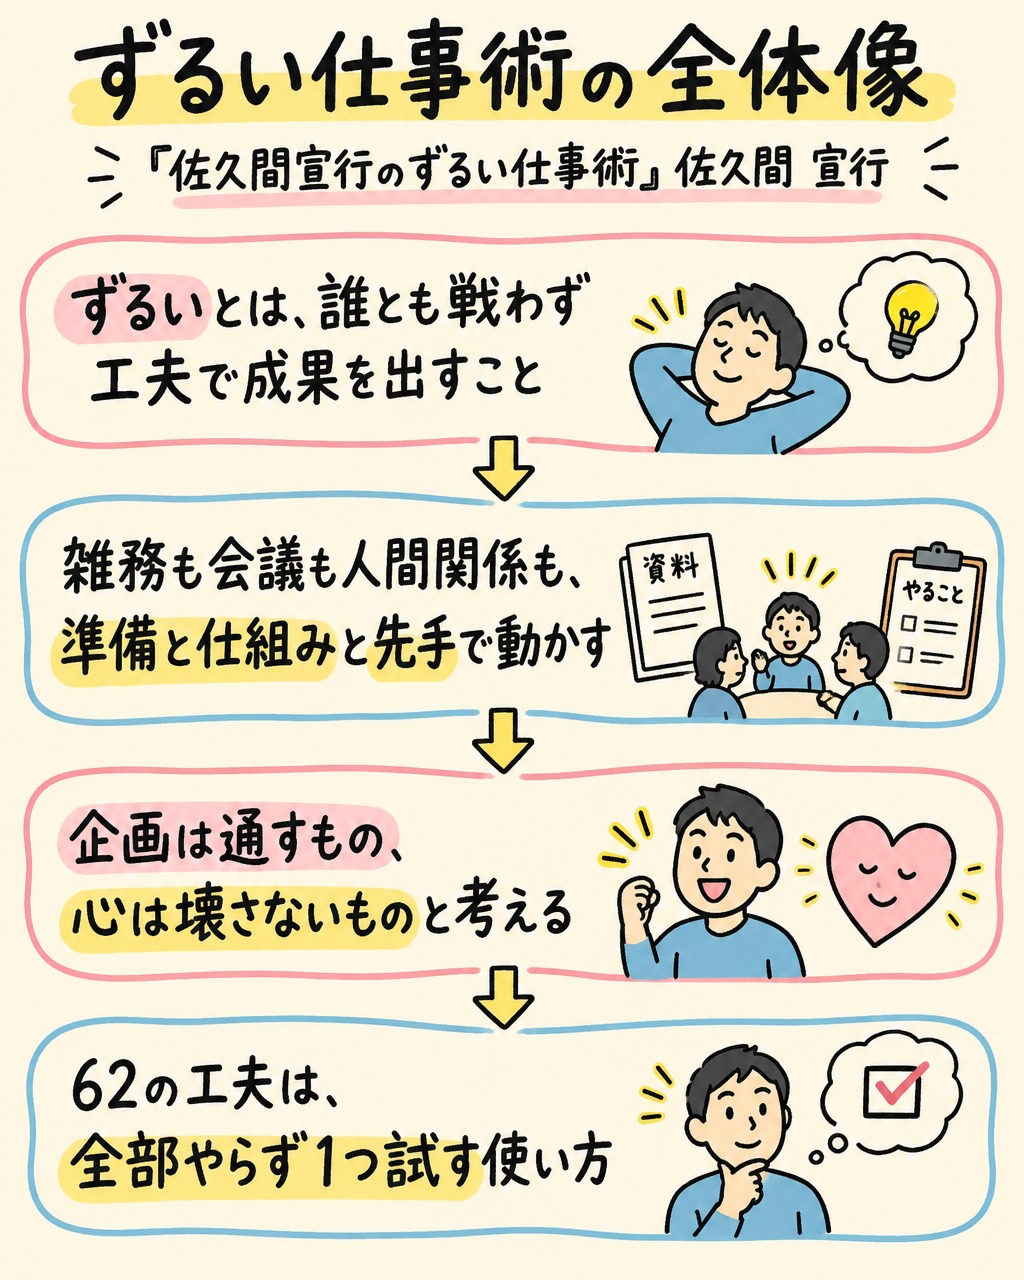 ずるい仕事術の全体像
『佐久間宣行のずるい仕事術』佐久間 宣行
ずるいとは、誰とも戦わず
工夫で成果を出すこと
雑務も会議も人間関係も、
準備と仕組みと先手で動かす
資料
やること
企画は通すもの、
心は壊さないものと考える
62の工夫は、
全部やらず1つ試す使い方